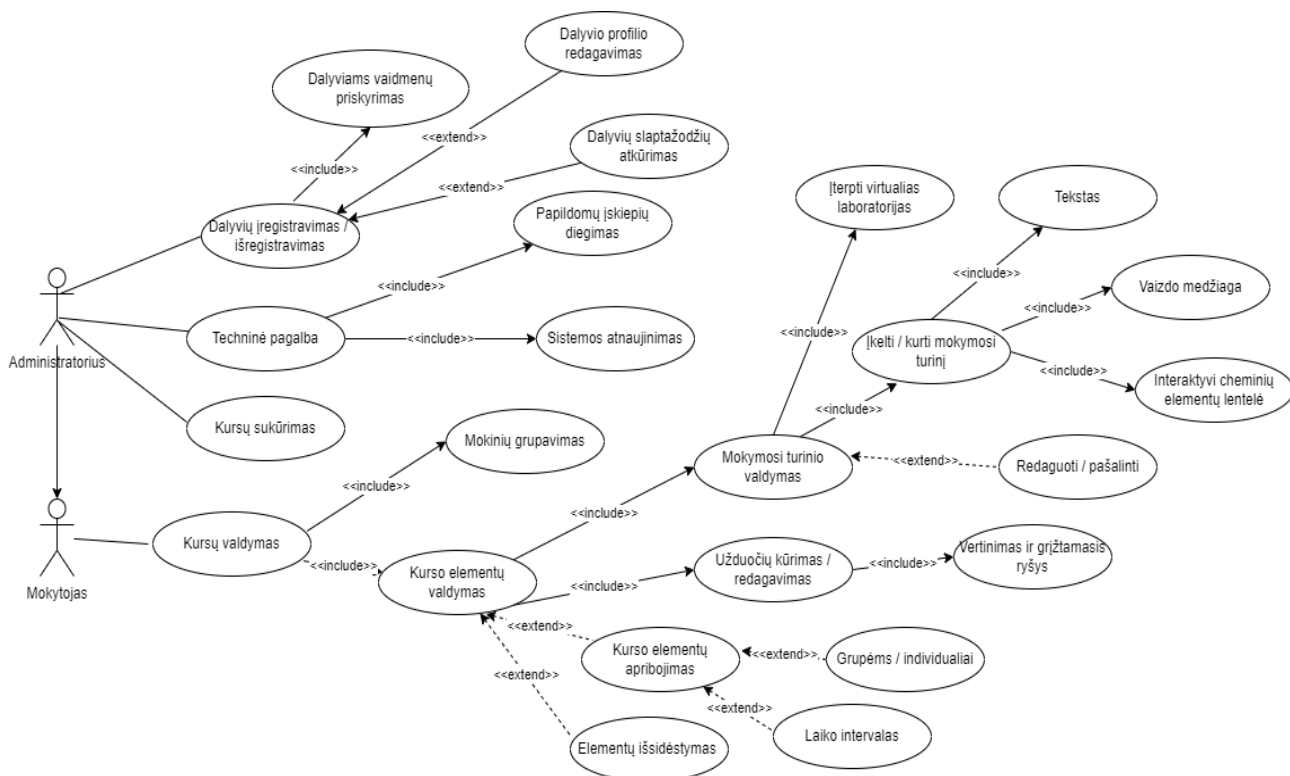 Dalyvio profilio
redagavimas
Dalyviams vaidmenų
priskyrimas
<<extend>>
Dalyvių slaptažodžių
atkūrimas
<<include>>
<<extend>>
Įterpti virtualias
laboratorijas
Tekstas
Dalyvių įregistravimas /
išregistravimas
Papildomų įskiepių
diegimas
<<include>>
<<include>>
Vaizdo medžiaga
<<include>>
Administratorius
Techninė pagalba
<<include>>
Sistemos atnaujinimas
<<include>>
Įkelti / kurti mokymosi
turinį
<<include>>
Interaktyvi cheminių
elementų lentelė
Kursų sukūrimas
Mokinių grupavimas
<<include>>
Mokymosi turinio
valdymas
<<extend>>
Redaguoti / pašalinti
<<include>>
<<include>>
Mokytojas
Kursų valdymas
<<include>>
Kurso elementų
valdymas
Užduočių kūrimas /
redagavimas
<<include>>
<<include>>
Vertinimas ir grįžtamasis
ryšys
<<extend>>
Kurso elementų
apribojimas
<<extend>>
Grupėms / individualiai
<<extend>>
<<extend>>
Laiko intervalas
Elementų išsidėstymas